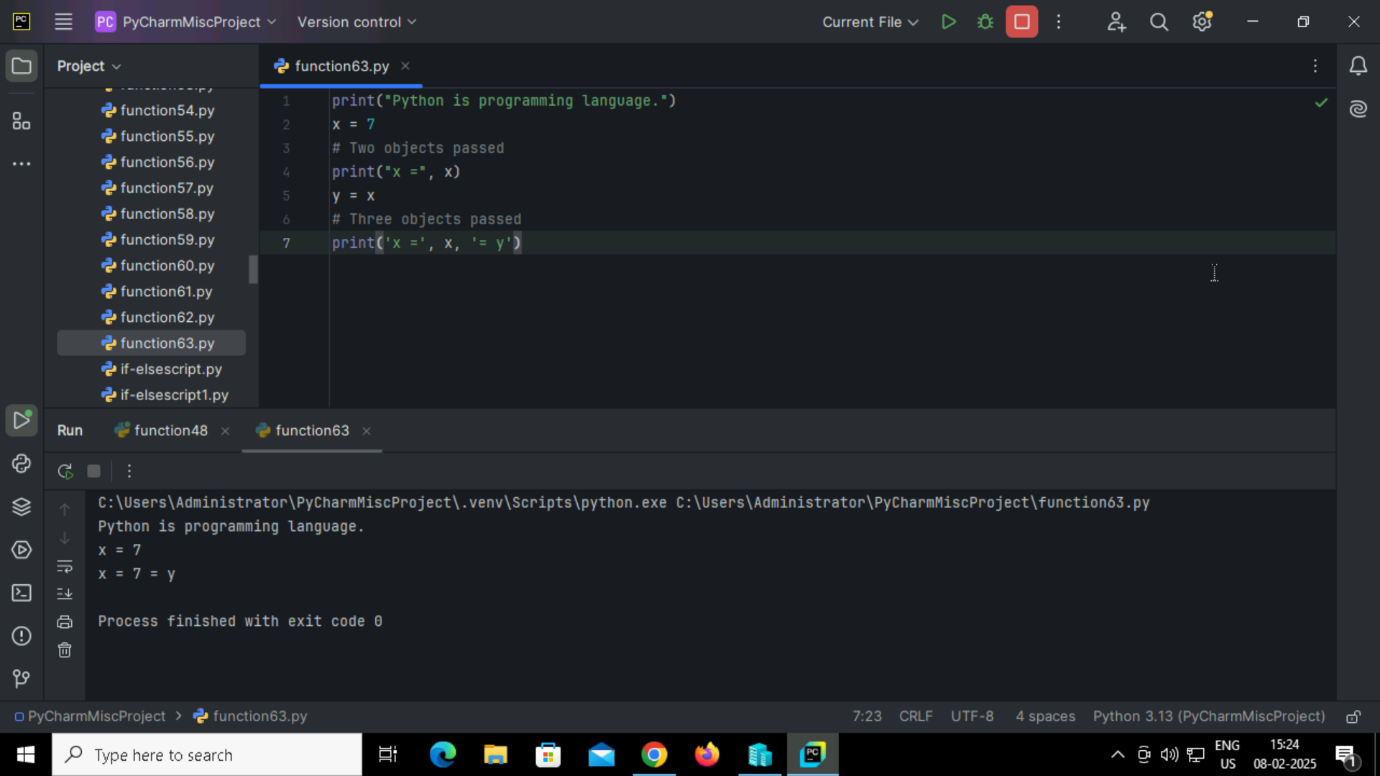 PC PyCharmMiscProject Version control Current File
Project
function63.py
function54.py
function55.py
function56.py
function57.py
function58.py
function59.py
function60.py
function61.py
function62.py
function63.py
if-elsescript.py
if-elsescript1.py
1 print("Python is programming language.")
2 x = 7
3 # Two objects passed
4 print("x =", x)
5 y = x
6 # Three objects passed
7 print('x =', x, '= y')
Run function48 function63
C:\Users\Administrator\PyCharmMiscProject\.venv\Scripts\python.exe C:\Users\Administrator\PyCharmMiscProject\function63.py
Python is programming language.
x = 7
x = 7 = y
Process finished with exit code 0
PyCharmMiscProject > function63.py 7:23 CRLF UTF-8 4 spaces Python 3.13 (PyCharmMiscProject)
Type here to search
PC
ENG
US
15:24
08-02-2025
1